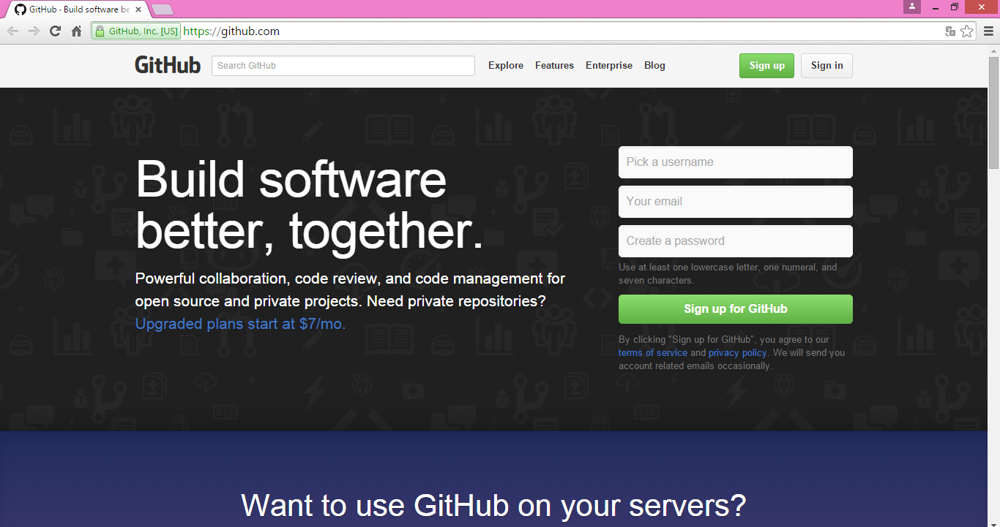 GitHub · Build software be
GitHub, Inc. [US] https://github.com
GitHub Search GitHub Explore Features Enterprise Blog Sign up Sign in
Build software
better, together.
Powerful collaboration, code review, and code management for
open source and private projects. Need private repositories?
Upgraded plans start at $7/mo.
Pick a username
Your email
Create a password
Use at least one lowercase letter, one numeral, and
seven characters.
Sign up for GitHub
By clicking "Sign up for GitHub", you agree to our
terms of service and privacy policy. We will send you
account related emails occasionally.
Want to use GitHub on your servers?